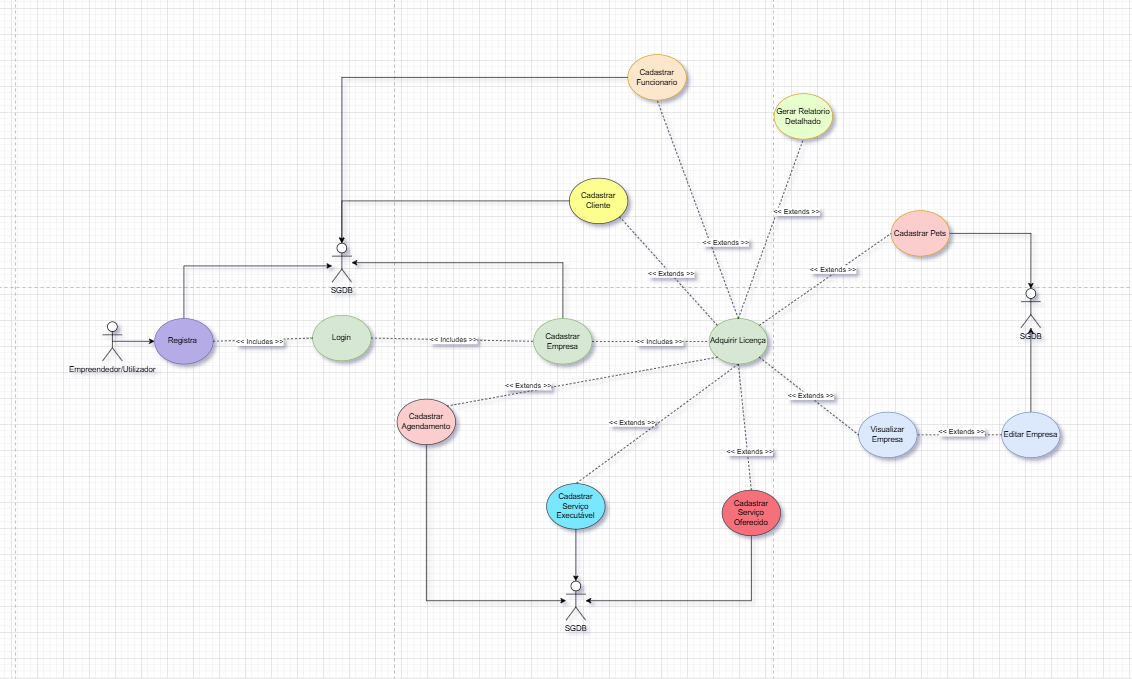 Cadastrar
Funcionario
Gerar Relatorio
Detalhado
Cadastrar
Cliente
<< Extends >>
Cadastrar Pets
<< Extends >>
<< Extends >>
<< Extends >>
SGDB
Registra
<< Includes >>
Login
<< Includes >>
Cadastrar
Empresa
<< Includes >>
Adquirir Licença
SGDB
Empreendedor/Utilizador
<< Extends >>
<< Extends >>
Cadastrar
Agendamento
<< Extends >>
Visualizar
Empresa
<< Extends >>
Editar Empresa
<< Extends >>
Cadastrar
Serviço
Executável
Cadastrar
Serviço
Oferecido
SGDB